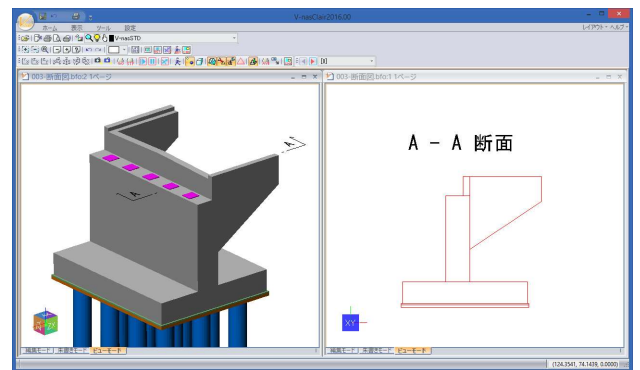 V-nasClair2016.00
ホーム 表示 ツール 設定
レイアウト ヘルプ
V-nasSTD
[X]
003-断面図.bfo:2 1ページ
003-断面図.bfo:1 1ページ
A
A
A - A 断面
ZX
XY
編集モード 朱書きモード ビューモード
編集モード 朱書きモード ビューモード
(124.3541, 74.1439, 0.0000)